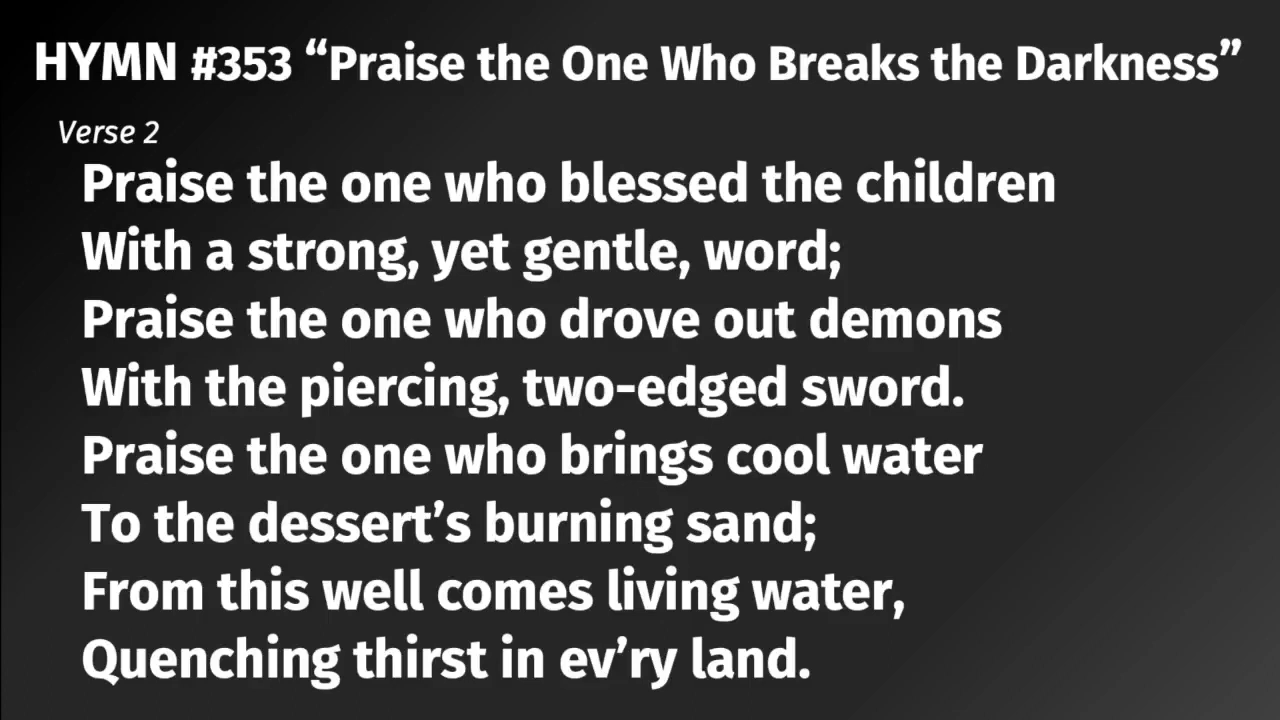 HYMN #353 “Praise the One Who Breaks the Darkness”
Verse 2
Praise the one who blessed the children
With a strong, yet gentle, word;
Praise the one who drove out demons
With the piercing, two-edged sword.
Praise the one who brings cool water
To the dessert’s burning sand;
From this well comes living water,
Quenching thirst in ev’ry land.